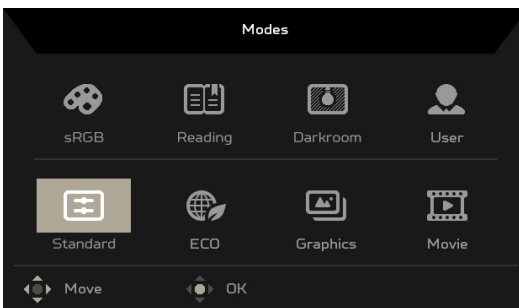 Modes
sRGB Reading Darkroom User
Standard ECO Graphics Movie
Move OK